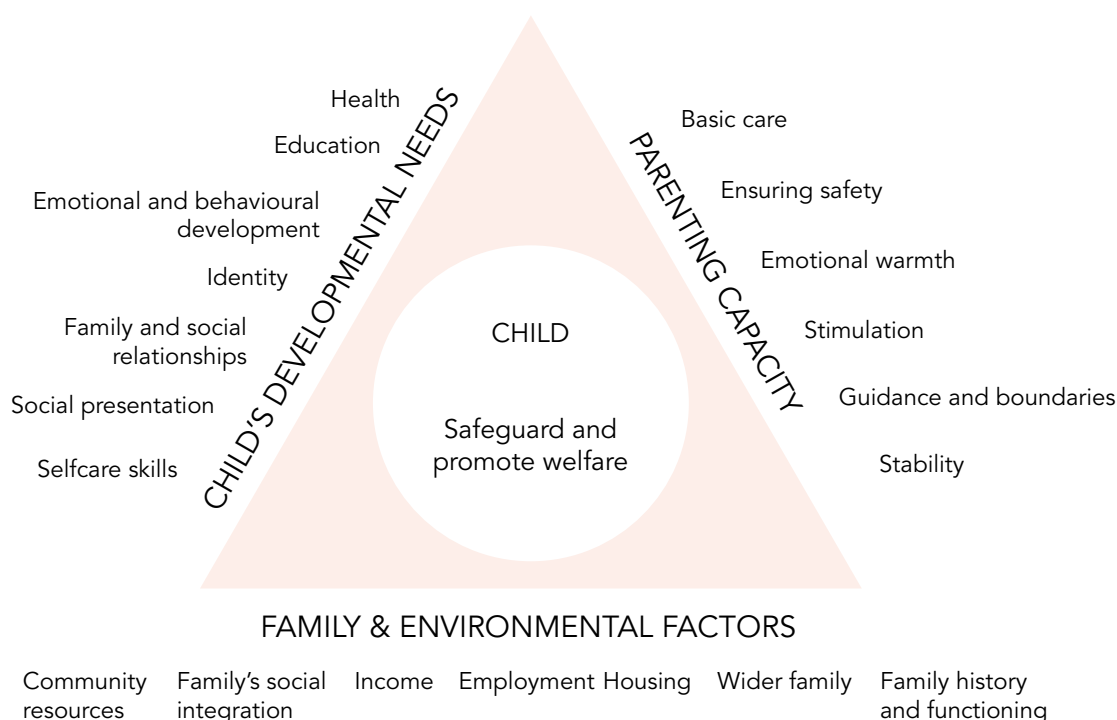 Health
Education
Emotional and behavioural
development
Identity
Family and social
relationships
Social presentation
Selfcare skills
CHILD'S DEVELOPMENTAL NEEDS
CHILD
Safeguard and
promote welfare
PARENTING CAPACITY
Basic care
Ensuring safety
Emotional warmth
Stimulation
Guidance and boundaries
Stability
FAMILY & ENVIRONMENTAL FACTORS
Community
resources
Family's social
integration
Income
Employment
Housing
Wider family
Family history
and functioning